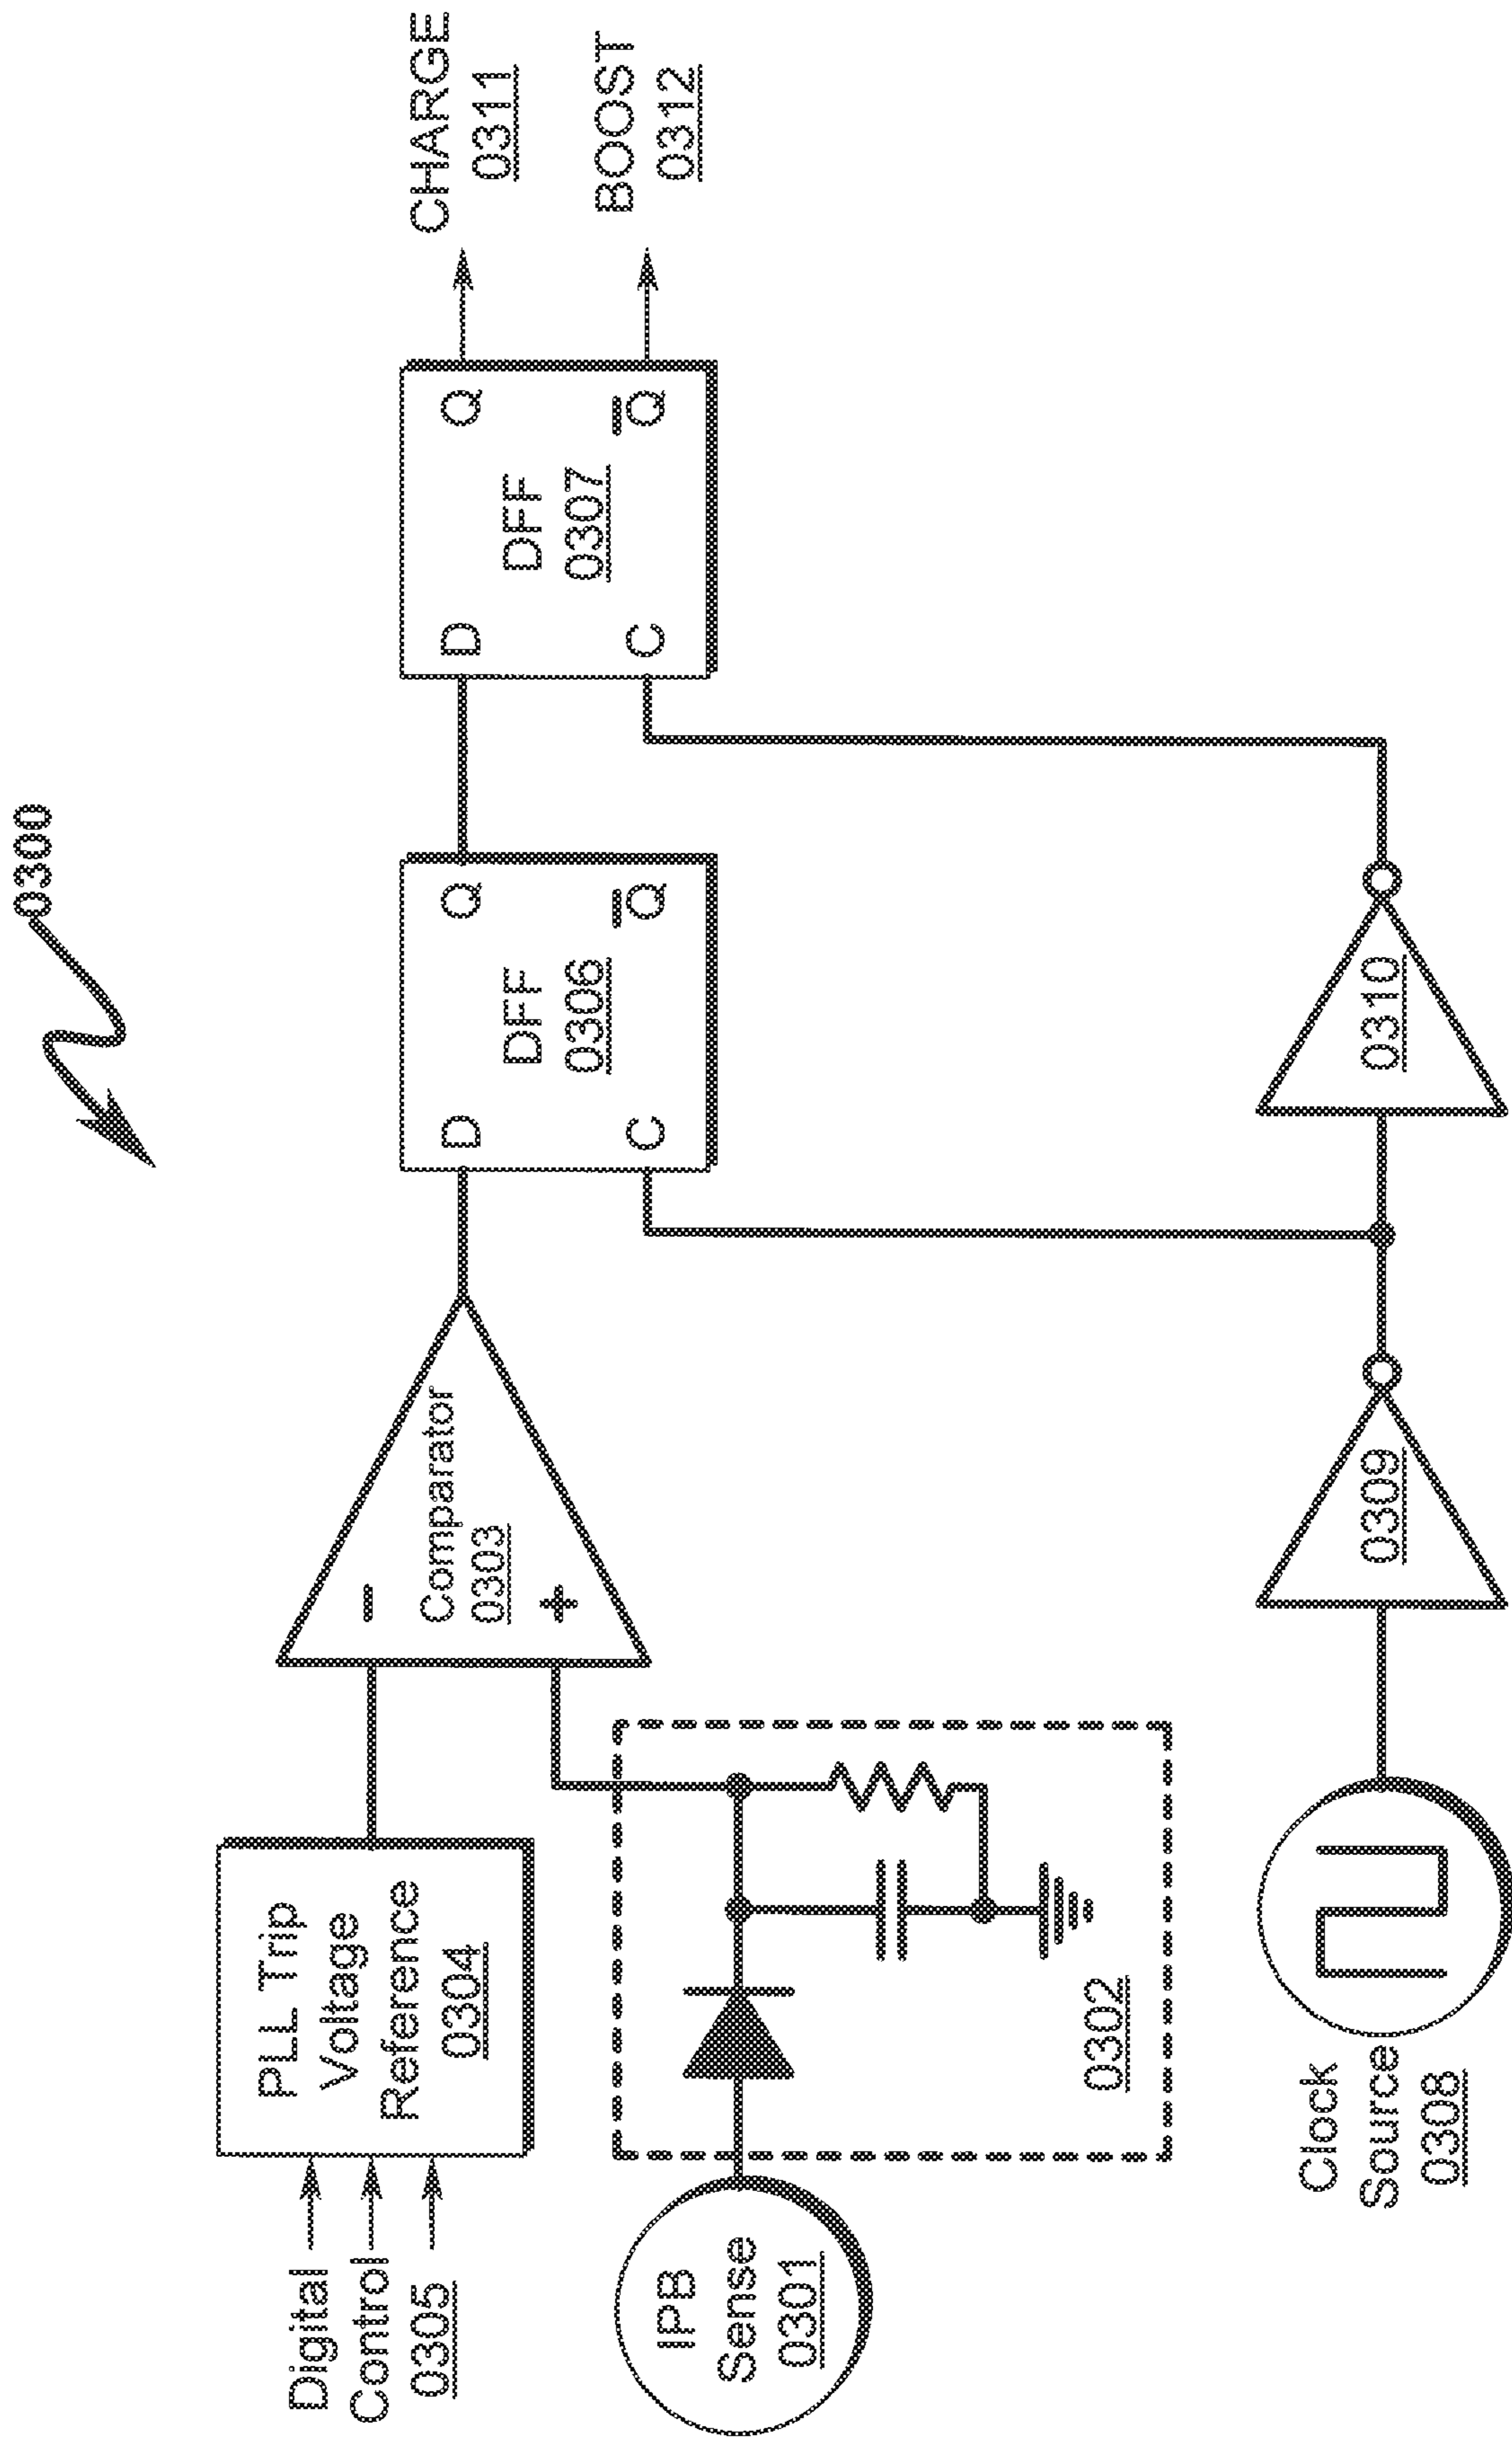 0300
Digital
Control
0305
PLL Trip
Voltage
Reference
0304
−
Comparator
0303
+
D
Q
DFF
0306
C
Q̅
D
Q
DFF
0307
C
Q̅
CHARGE
0311
BOOST
0312
IPB
Sense
0301
0302
Clock
Source
0308
0309
0310